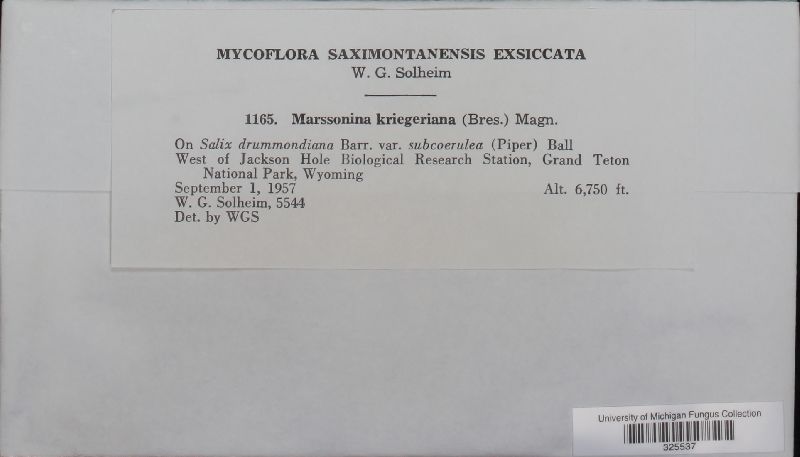 MYCOFLORA SAXIMONTANENSIS EXSICCATA
W. G. Solheim
1165. Marssonina kriegeriana (Bres.) Magn.
On Salix drummondiana Barr. var. subcoerulea (Piper) Ball
West of Jackson Hole Biological Research Station, Grand Teton
National Park, Wyoming
September 1, 1957 Alt. 6,750 ft.
W. G. Solheim, 5544
Det. by WGS
University of Michigan Fungus Collection
325537